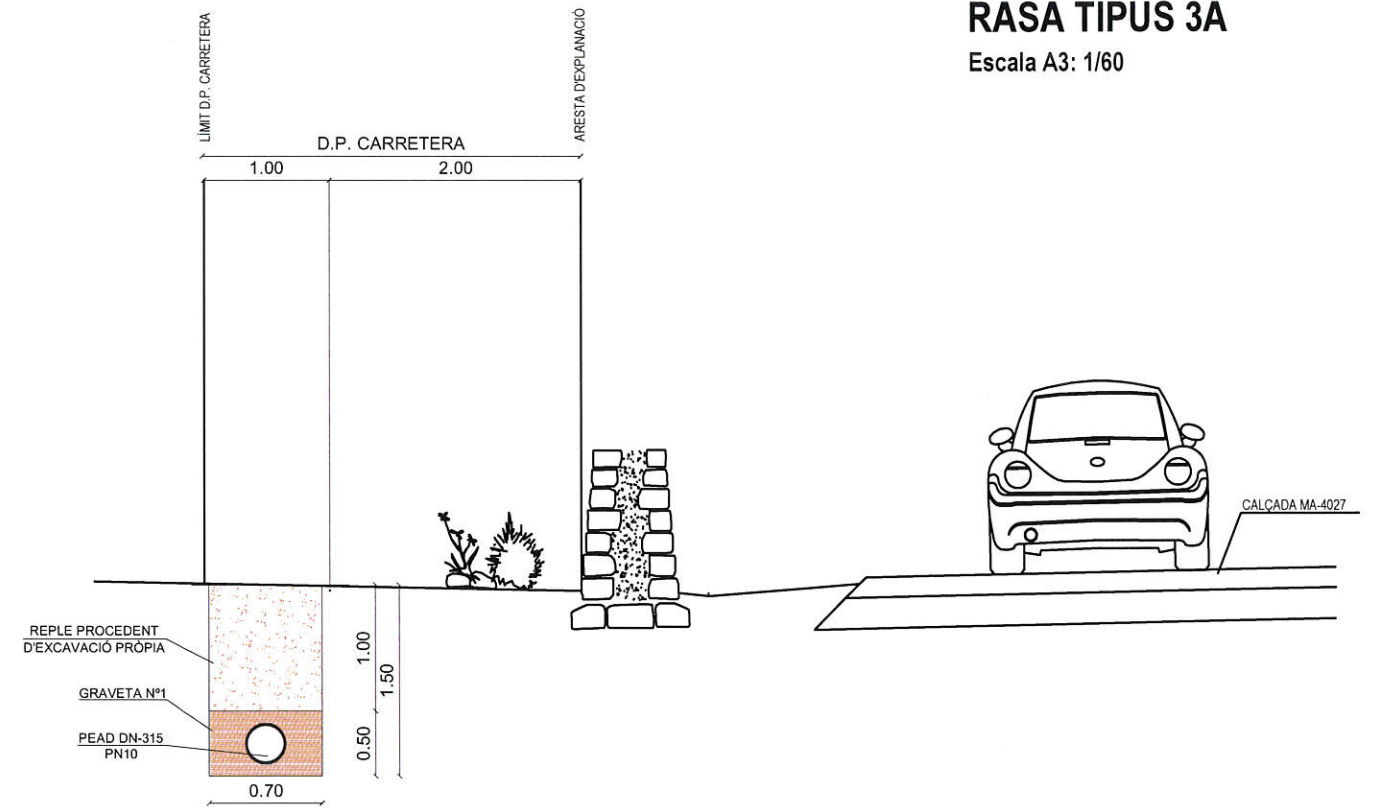 RASA TIPUS 3A
Escala A3: 1/60
LÍMIT D.P. CARRETERA
ARESTA D'EXPLANACIÓ
D.P. CARRETERA
1.00
2.00
CALÇADA MA-4027
REPLE PROCEDENT
D'EXCAVACIÓ PRÒPIA
GRAVETA Nº1
PEAD DN-315
PN10
1.00
1.50
0.50
0.70